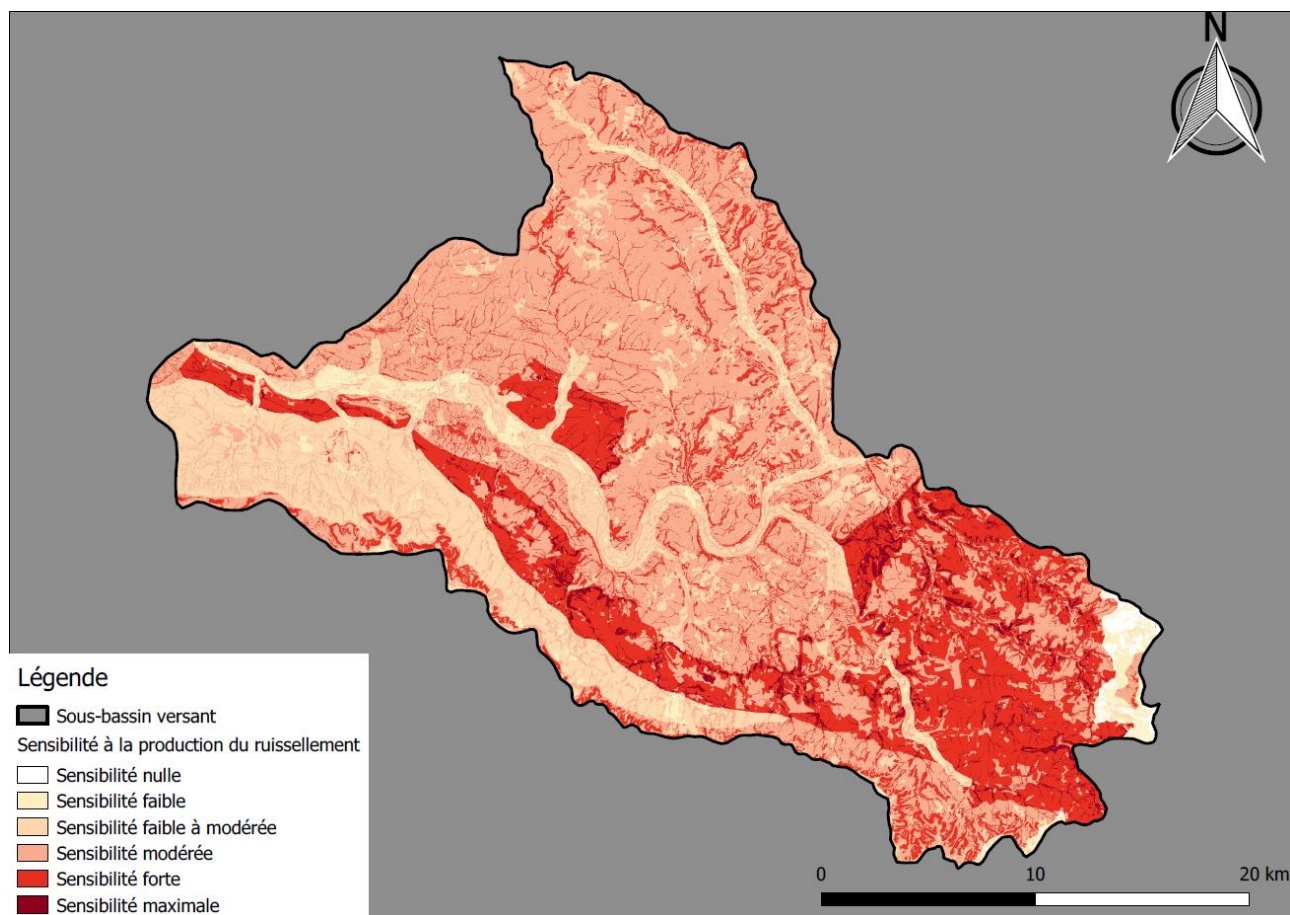 N
Légende
Sous-bassin versant
Sensibilité à la production du ruissellement
Sensibilité nulle
Sensibilité faible
Sensibilité faible à modérée
Sensibilité modérée
Sensibilité forte
Sensibilité maximale
0 10 20 km